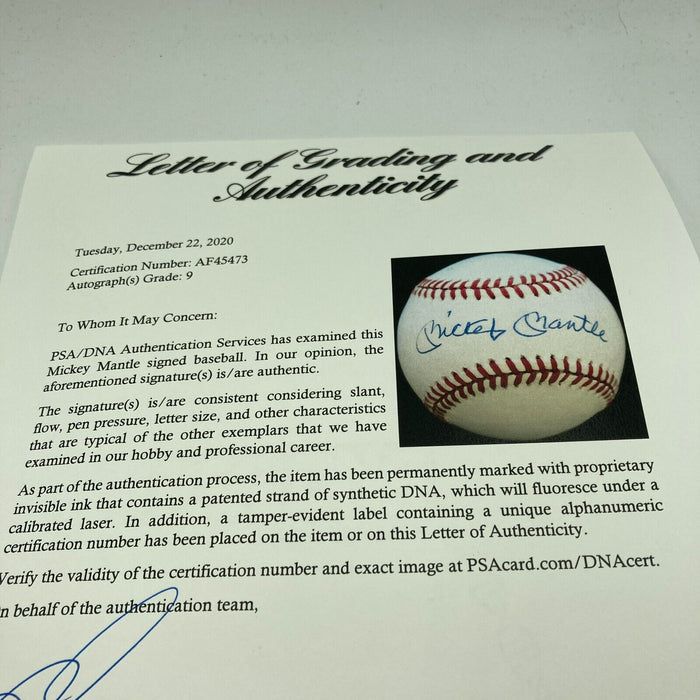 Letter of Grading and
Authenticity
Tuesday, December 22, 2020
Certification Number: AF45473
Autograph(s) Grade: 9
To Whom It May Concern:
PSA/DNA Authentication Services has examined this
Mickey Mantle signed baseball. In our opinion, the
aforementioned signature(s) is/are authentic.
The signature(s) is/are consistent considering slant,
flow, pen pressure, letter size, and other characteristics
that are typical of the other exemplars that we have
examined in our hobby and professional career.
Mickey Mantle
As part of the authentication process, the item has been permanently marked with proprietary
invisible ink that contains a patented strand of synthetic DNA, which will fluoresce under a
calibrated laser. In addition, a tamper-evident label containing a unique alphanumeric
certification number has been placed on the item or on this Letter of Authenticity.
Verify the validity of the certification number and exact image at PSAcard.com/DNAcert.
n behalf of the authentication team,